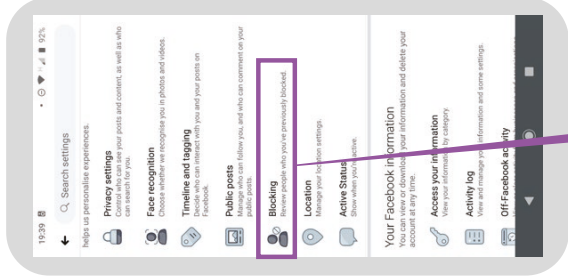 19:39 92%
Search settings
helps us personalise experiences.
Privacy settings
Control who can see your posts and content, as well as who
can search for you.
Face recognition
Choose whether we recognise you in photos and videos.
Timeline and tagging
Decide who can interact with you and your posts on
Facebook.
Public posts
Manage who can follow you, and who can comment on your
public posts.
Blocking
Review people who you've previously blocked.
Location
Manage your location settings.
Active Status
Show when you're active.
Your Facebook information
You can view or download your information and delete your
account at any time.
Access your information
View your information by category.
Activity log
View and manage your information and some settings.
Off-Facebook activity